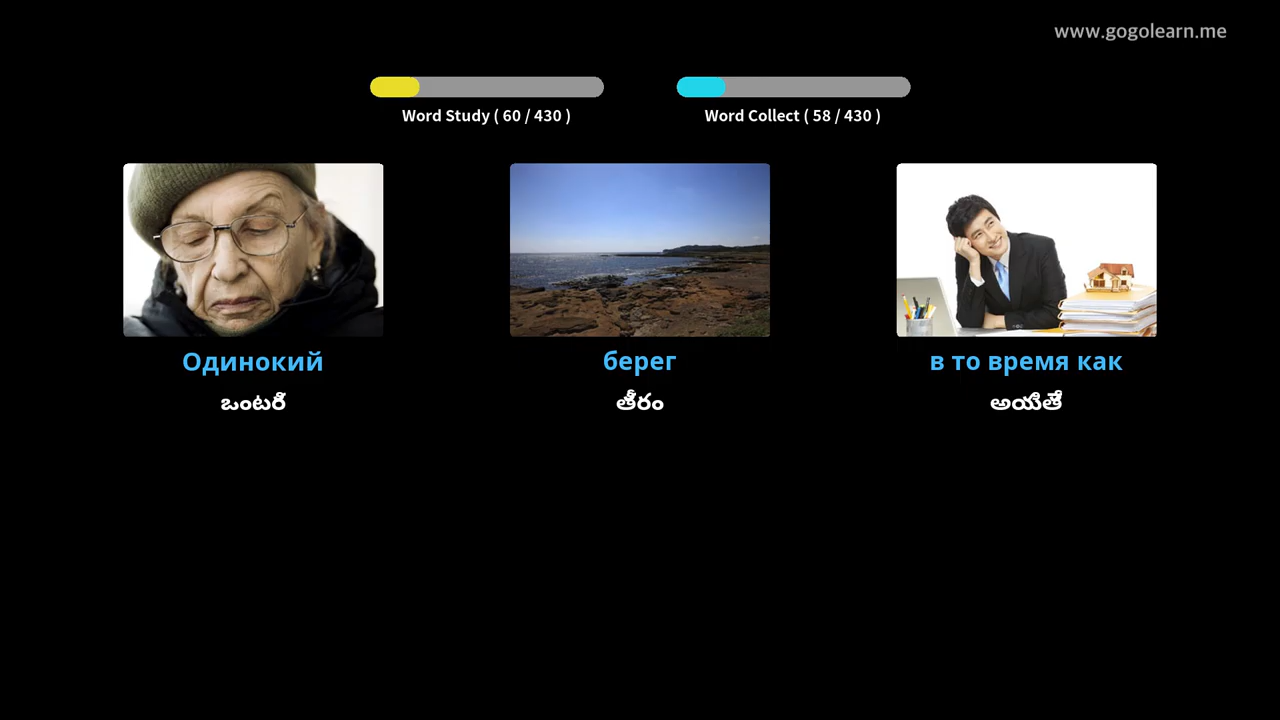 www.gogolearn.me
Word Study ( 60 / 430 )
Word Collect ( 58 / 430 )
Одинокий
берег
в то время как
ఒంటరి
తీరం
అయితే